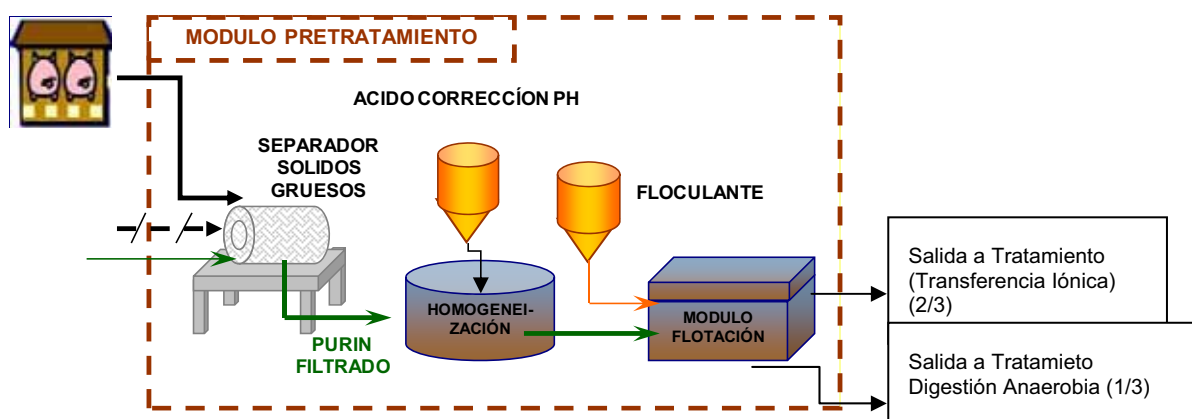 MODULO PRETRATAMIENTO
ACIDO CORRECCÍON PH
SEPARADOR
SOLIDOS
GRUESOS
FLOCULANTE
HOMOGENEI-
ZACIÓN
MODULO
FLOTACIÓN
PURIN
FILTRADO
Salida a Tratamiento
(Transferencia Iónica)
(2/3)
Salida a Tratamieto
Digestión Anaerobia (1/3)